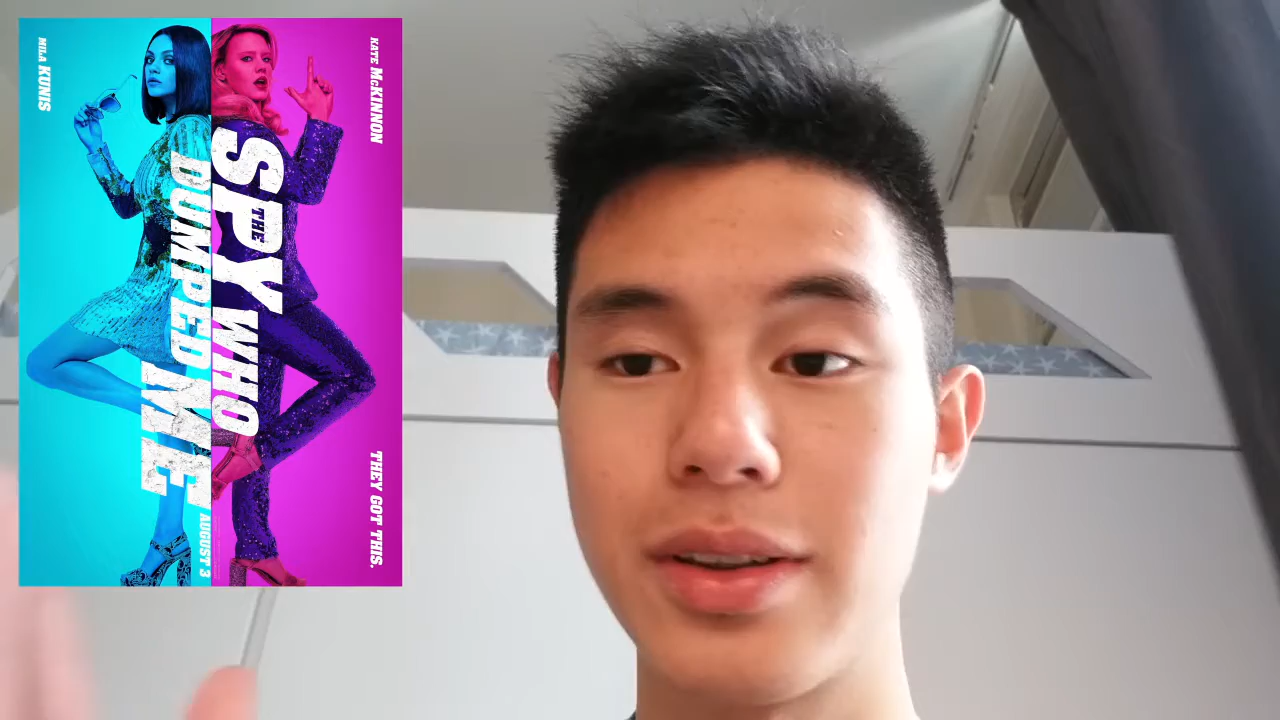 MILA KUNIS
KATE McKINNON
THE
SPY WHO
DUMPED ME
AUGUST 3
THEY GOT THIS.